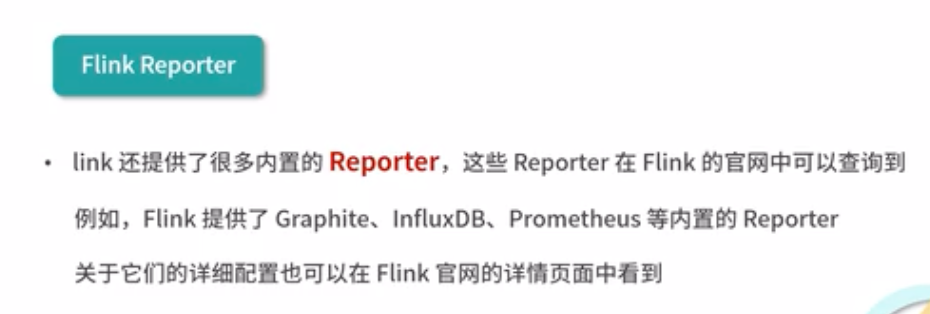 Flink Reporter
• link 还提供了很多内置的 Reporter，这些 Reporter 在 Flink 的官网中可以查询到
例如，Flink 提供了 Graphite、InfluxDB、Prometheus 等内置的 Reporter
关于它们的详细配置也可以在 Flink 官网的详情页面中看到